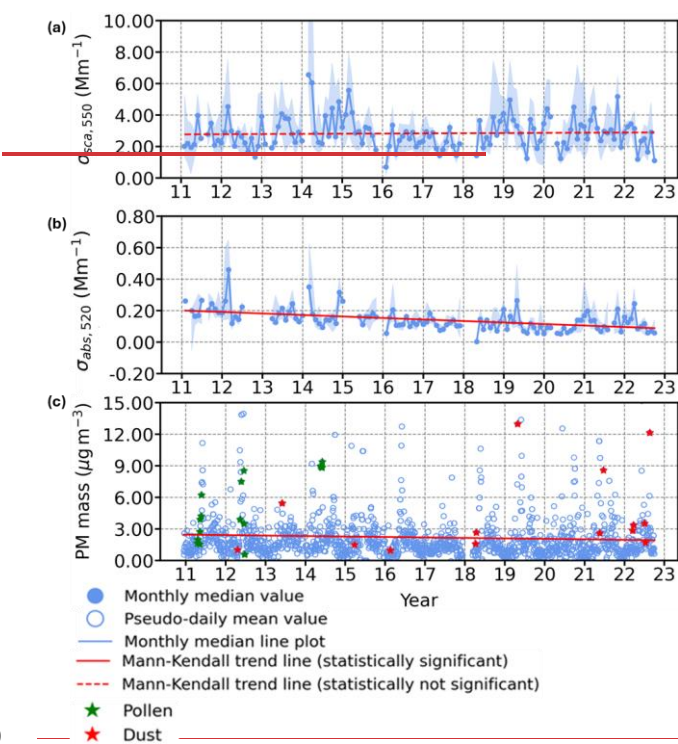 (a)
10.00
8.00
6.00
4.00
2.00
0.00
σsca, 550 (Mm−1)
11 12 13 14 15 16 17 18 19 20 21 22 23
(b)
0.80
0.60
0.40
0.20
0.00
-0.20
σabs, 520 (Mm−1)
11 12 13 14 15 16 17 18 19 20 21 22 23
(c)
15.00
12.00
9.00
6.00
3.00
0.00
PM mass (μg m−3)
11 12 13 14 15 16 17 18 19 20 21 22 23
Year
Monthly median value
Pseudo-daily mean value
Monthly median line plot
Mann-Kendall trend line (statistically significant)
Mann-Kendall trend line (statistically not significant)
Pollen
Dust